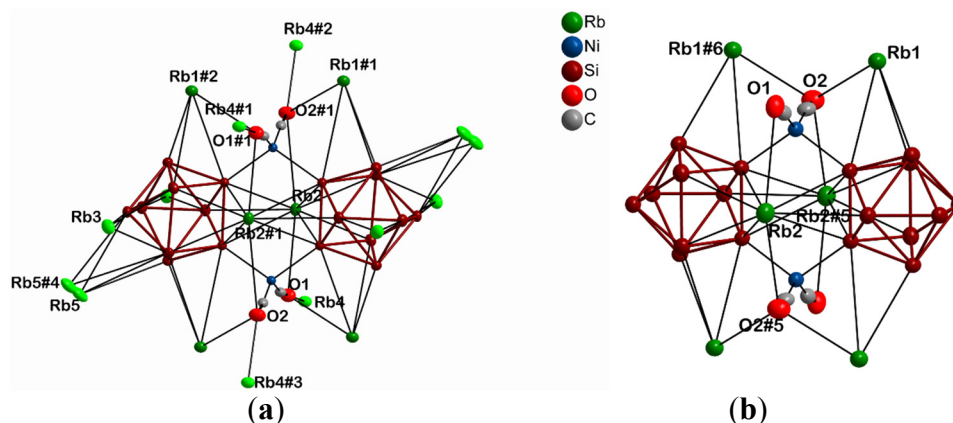 Rb4#2
Rb1#2
Rb1#1
Rb4#1
O2#1
O1#1
Rb2
Rb3
Rb2#1
Rb5#4
Rb5
O1
Rb4
O2
Rb4#3
(a)
Rb
Ni
Si
O
C
Rb1#6
O2
Rb1
O1
Rb2#5
Rb2
O2#5
(b)